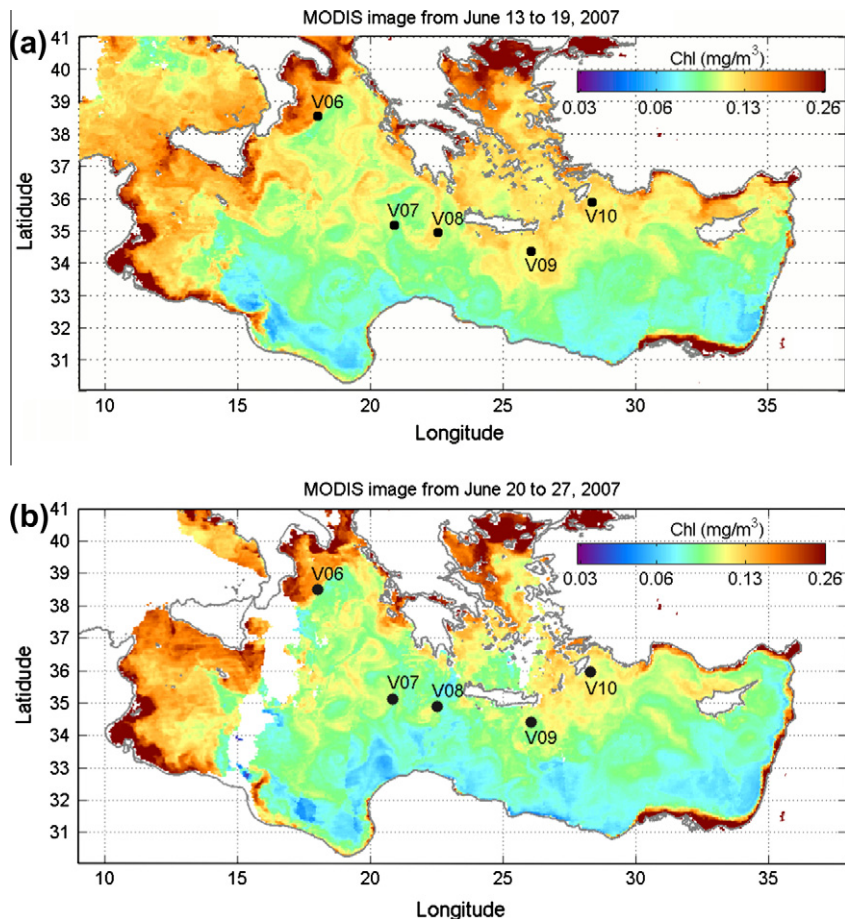 (a)
MODIS image from June 13 to 19, 2007
Chl (mg/m³)
0.03 0.06 0.13 0.26
41
40
39
38
37
36
35
34
33
32
31
Latidude
V06
V07
V08
V09
V10
10 15 20 25 30 35
Longitude
(b)
MODIS image from June 20 to 27, 2007
Chl (mg/m³)
0.03 0.06 0.13 0.26
41
40
39
38
37
36
35
34
33
32
31
Latidude
V06
V07
V08
V09
V10
10 15 20 25 30 35
Longitude